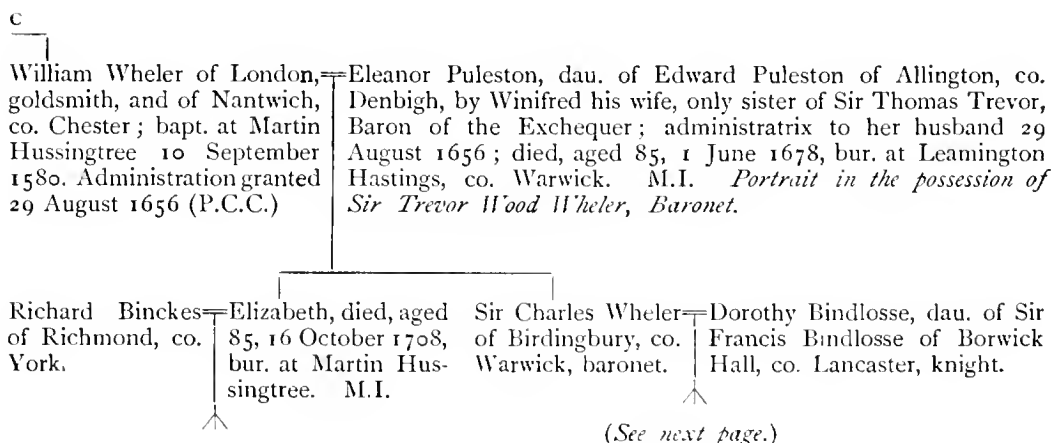 C
William Wheler of London,
goldsmith, and of Nantwich,
co. Chester; bapt. at Martin
Hussingtree 10 September
1580. Administration granted
29 August 1656 (P.C.C.)
Eleanor Puleston, dau. of Edward Puleston of Allington, co.
Denbigh, by Winifred his wife, only sister of Sir Thomas Trevor,
Baron of the Exchequer; administratrix to her husband 29
August 1656; died, aged 85, 1 June 1678, bur. at Leamington
Hastings, co. Warwick. M.I. Portrait in the possession of
Sir Trevor Wood Wheler, Baronet.
Richard Binckes
of Richmond, co.
York.
Elizabeth, died, aged
85, 16 October 1708,
bur. at Martin Hus-
singtree. M.I.
Sir Charles Wheler
of Birdingbury, co.
Warwick, baronet.
Dorothy Bindlosse, dau. of Sir
Francis Bindlosse of Borwick
Hall, co. Lancaster, knight.
(See next page.)